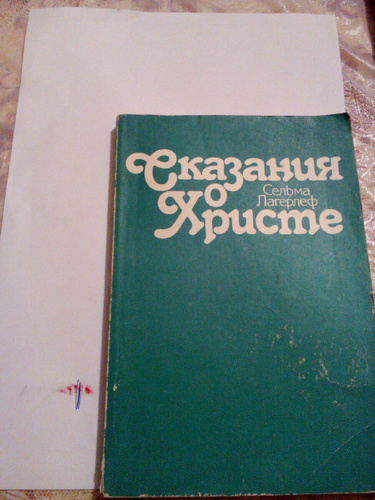 Сказания
о
Христе
Сельма
Лагерлеф